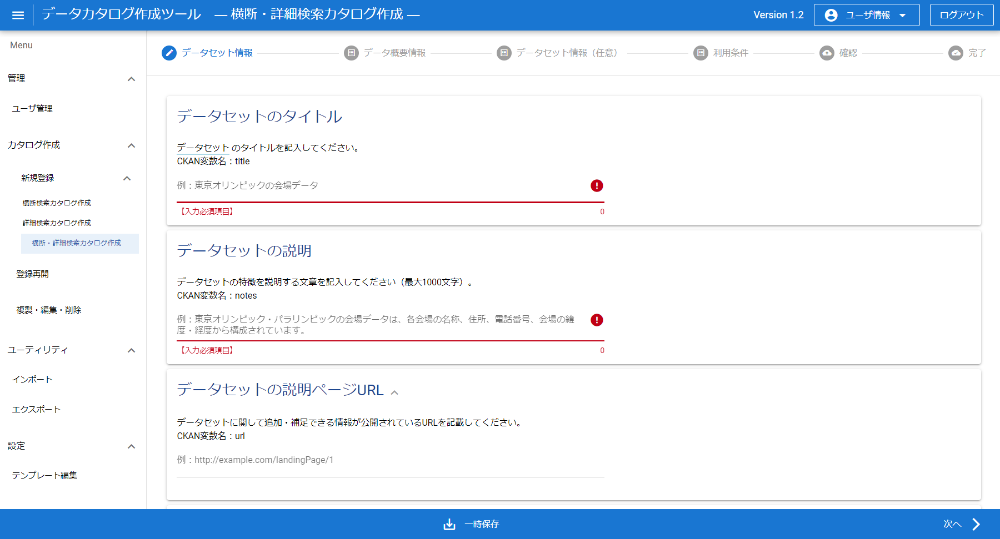 データカタログ作成ツール ― 横断・詳細検索カタログ作成 ―
Version 1.2
ユーザ情報
ログアウト
Menu
管理
ユーザ管理
カタログ作成
新規登録
横断検索カタログ作成
詳細検索カタログ作成
横断・詳細検索カタログ作成
登録再開
複製・編集・削除
ユーティリティ
インポート
エクスポート
設定
テンプレート編集
データセット情報
データ概要情報
データセット情報（任意）
利用条件
確認
完了
データセットのタイトル
データセット のタイトルを記入してください。
CKAN変数名：title
例：東京オリンピックの会場データ
【入力必須項目】
0
データセットの説明
データセットの特徴を説明する文章を記入してください（最大1000文字）。
CKAN変数名：notes
例：東京オリンピック・パラリンピックの会場データは、各会場の名称、住所、電話番号、会場の緯
度・経度から構成されています。
【入力必須項目】
0
データセットの説明ページURL
データセットに関して追加・補足できる情報が公開されているURLを記載してください。
CKAN変数名：url
例：http://example.com/landingPage/1
一時保存
次へ